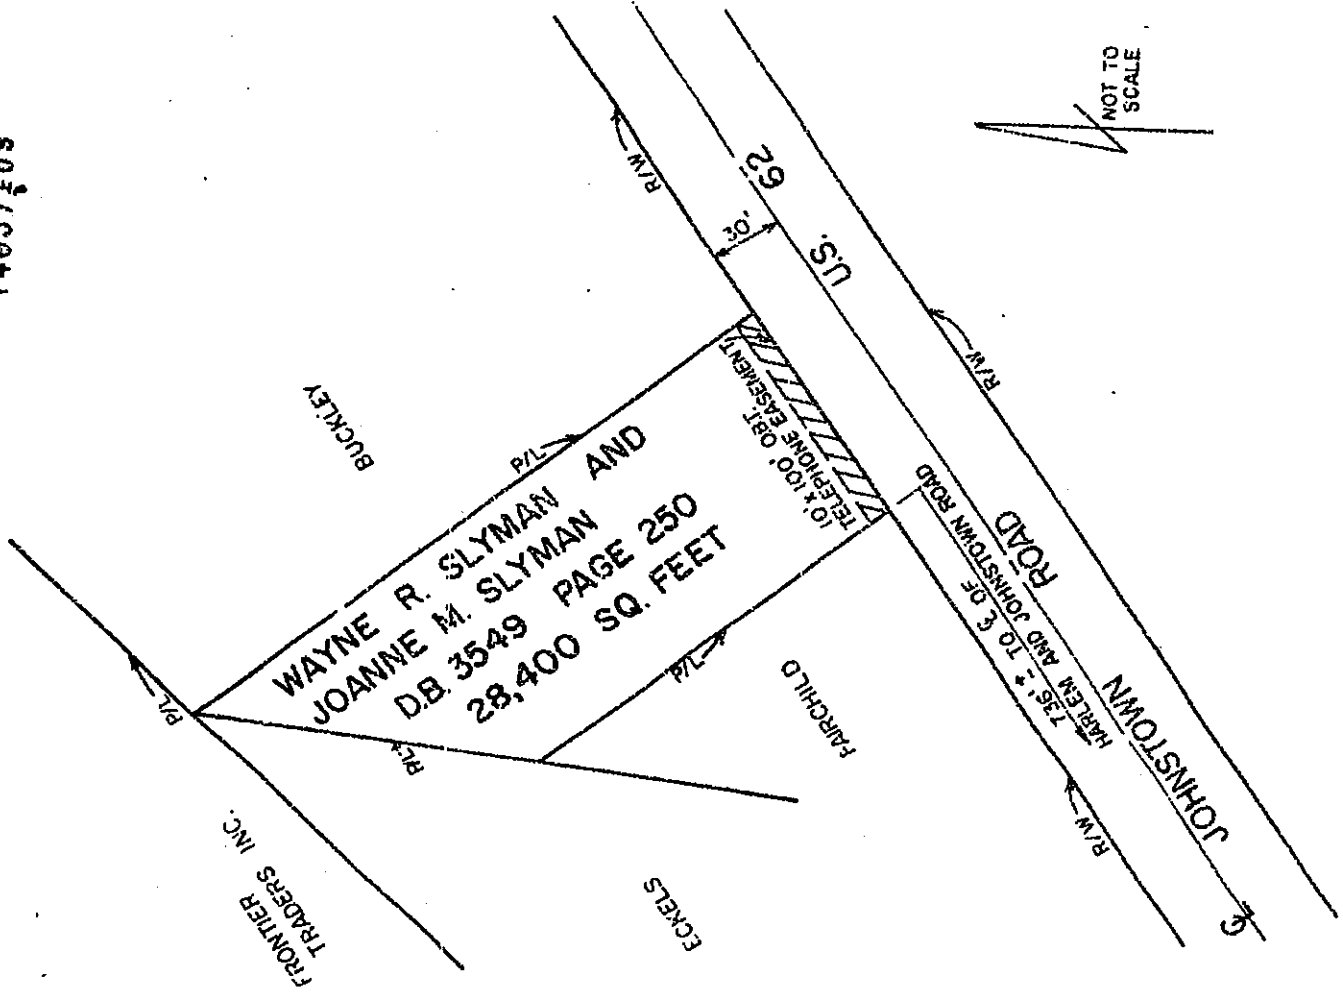 NOT TO
SCALE
R/W
62
30'
U.S.
BUCKLEY
P/L
WAYNE R. SLYMAN AND
JOANNE M. SLYMAN
D.B. 3549 PAGE 250
28,400 SQ. FEET
10' x 100' OBT.
TELEPHONE EASEMENT
R/W
P/L
P/L
P/L
FAIRCHILD
736' ± TO ℄ OF
HARLEM AND JOHNSTOWN ROAD
JOHNSTOWN ROAD
R/W
FRONTIER
TRADERS INC.
ECKELS
℄